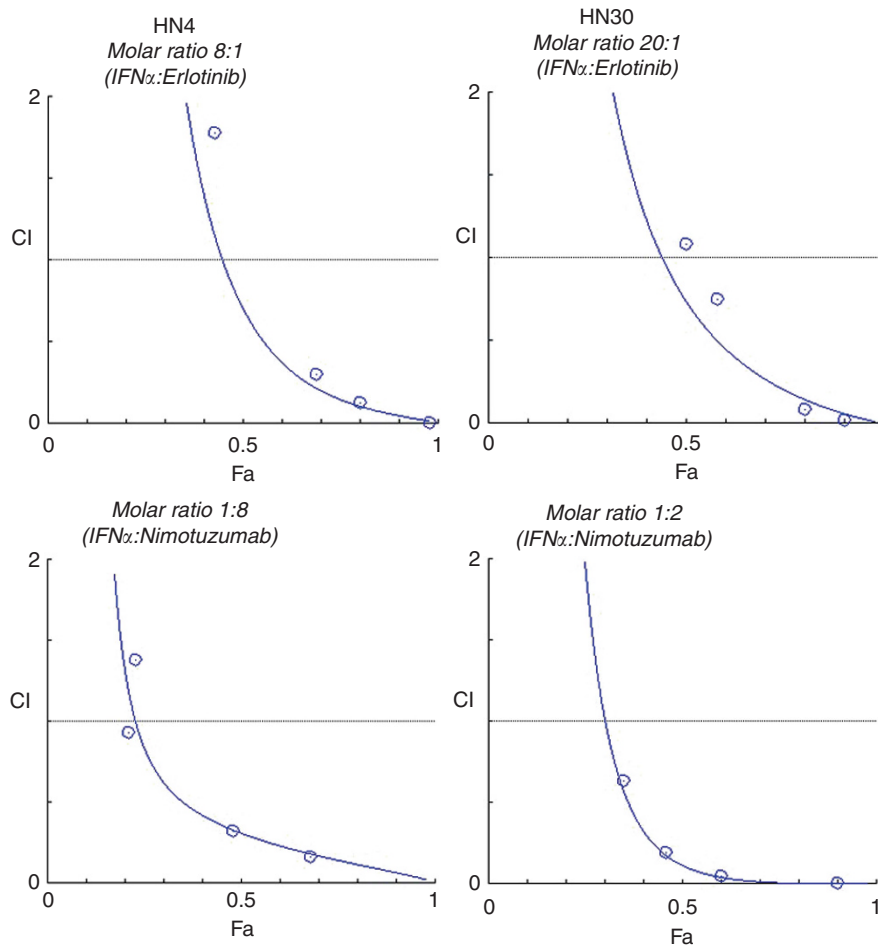 HN4
Molar ratio 8:1
(IFNα:Erlotinib)
2
CI
0
0
0.5
1
Fa
HN30
Molar ratio 20:1
(IFNα:Erlotinib)
2
CI
0
0
0.5
1
Fa
Molar ratio 1:8
(IFNα:Nimotuzumab)
2
CI
0
0
0.5
1
Fa
Molar ratio 1:2
(IFNα:Nimotuzumab)
2
CI
0
0
0.5
1
Fa